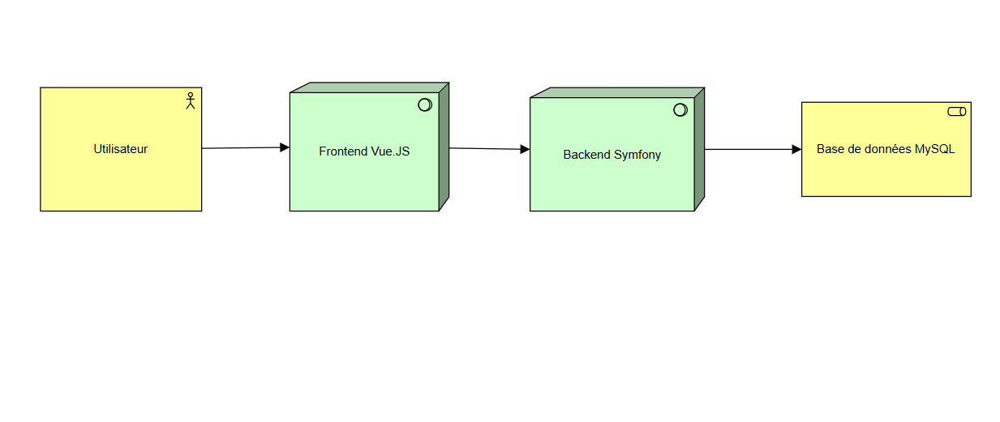 Utilisateur
Frontend Vue.JS
Backend Symfony
Base de données MySQL